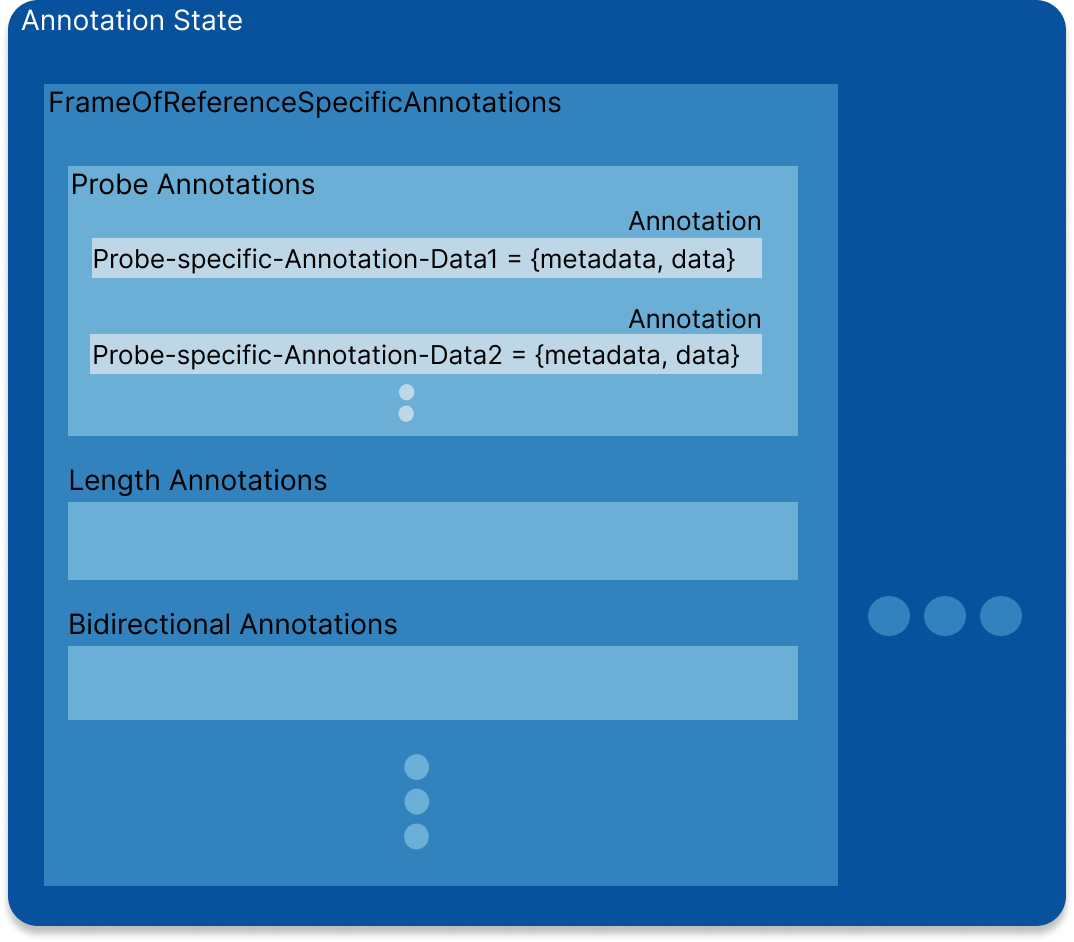 Annotation State
FrameOfReferenceSpecificAnnotations
Probe Annotations
Annotation
Probe-specific-Annotation-Data1 = {metadata, data}
Annotation
Probe-specific-Annotation-Data2 = {metadata, data}
Length Annotations
Bidirectional Annotations